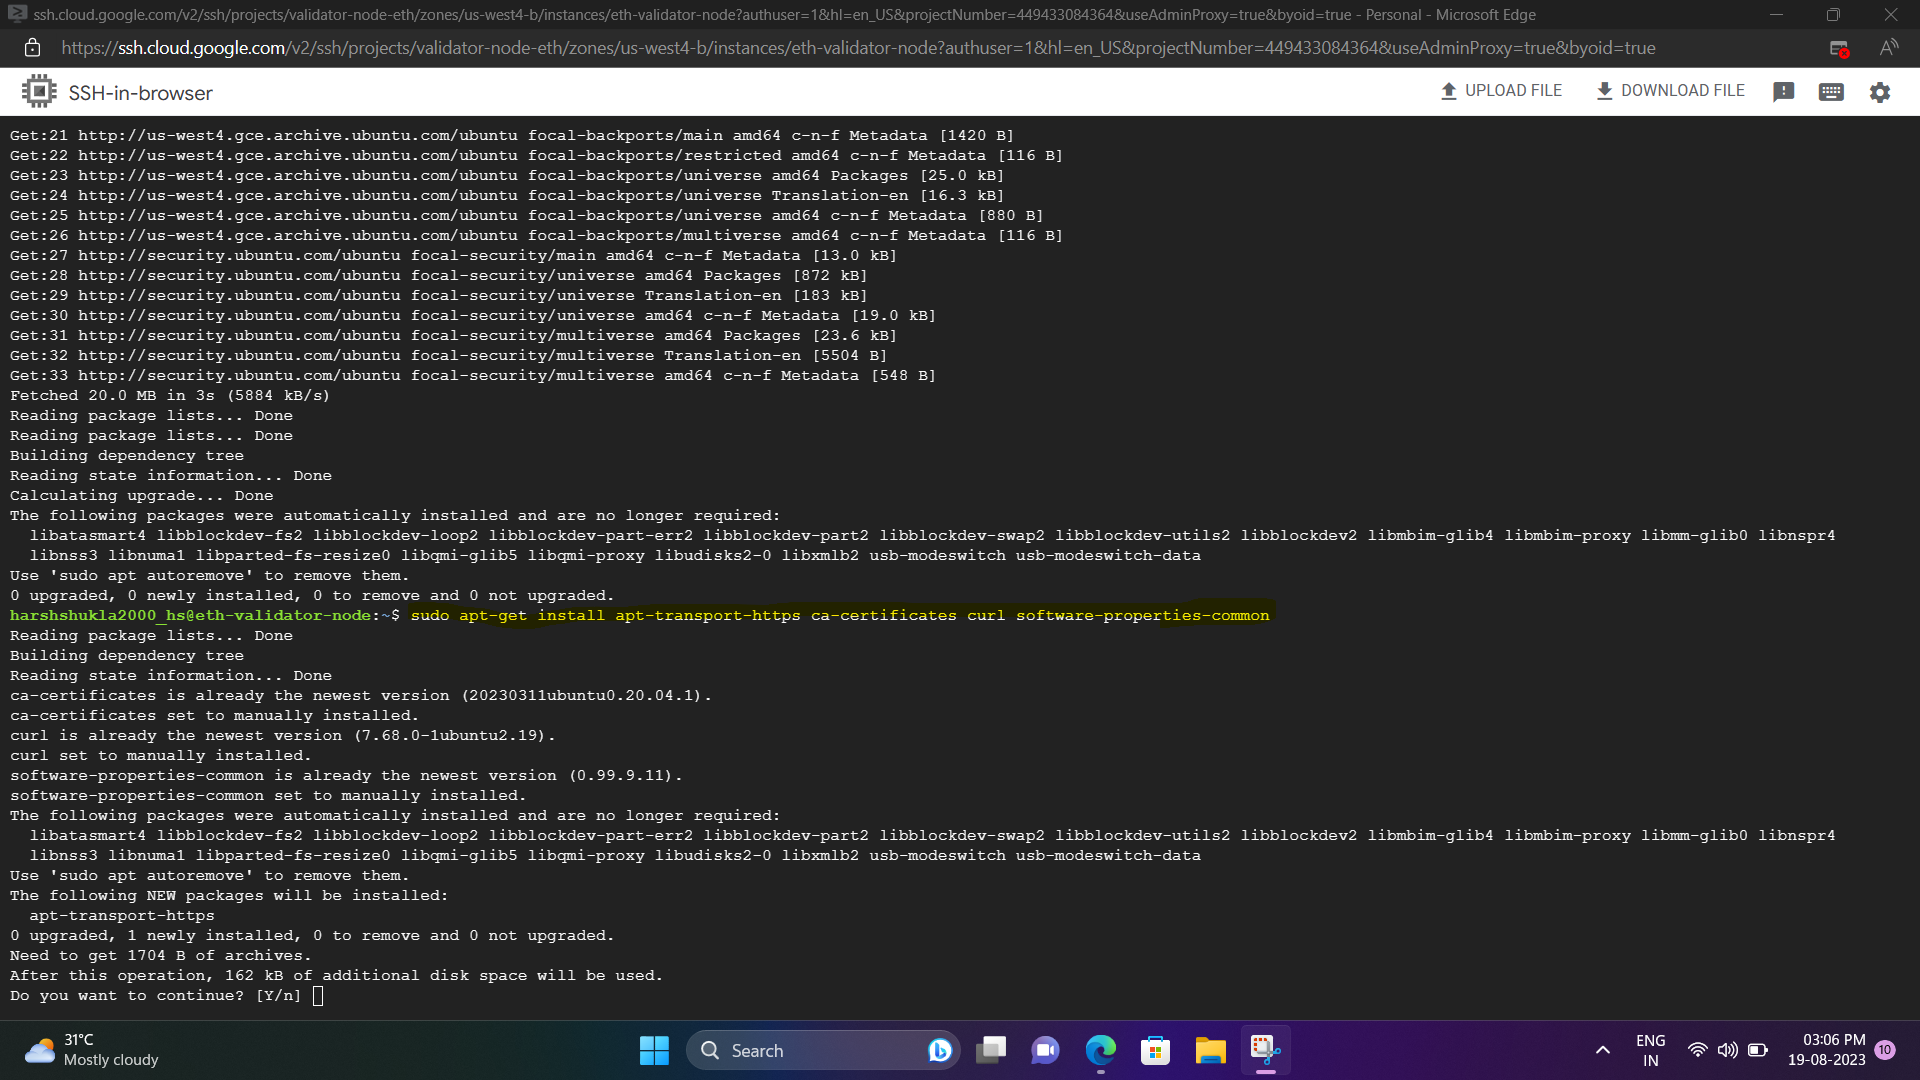 ssh.cloud.google.com/v2/ssh/projects/validator-node-eth/zones/us-west4-b/instances/eth-validator-node?authuser=1&hl=en_US&projectNumber=449433084364&useAdminProxy=true&byoid=true - Personal - Microsoft Edge
https://ssh.cloud.google.com/v2/ssh/projects/validator-node-eth/zones/us-west4-b/instances/eth-validator-node?authuser=1&hl=en_US&projectNumber=449433084364&useAdminProxy=true&byoid=true
SSH-in-browser
UPLOAD FILE
DOWNLOAD FILE
Get:21 http://us-west4.gce.archive.ubuntu.com/ubuntu focal-backports/main amd64 c-n-f Metadata [1420 B]
Get:22 http://us-west4.gce.archive.ubuntu.com/ubuntu focal-backports/restricted amd64 c-n-f Metadata [116 B]
Get:23 http://us-west4.gce.archive.ubuntu.com/ubuntu focal-backports/universe amd64 Packages [25.0 kB]
Get:24 http://us-west4.gce.archive.ubuntu.com/ubuntu focal-backports/universe Translation-en [16.3 kB]
Get:25 http://us-west4.gce.archive.ubuntu.com/ubuntu focal-backports/universe amd64 c-n-f Metadata [880 B]
Get:26 http://us-west4.gce.archive.ubuntu.com/ubuntu focal-backports/multiverse amd64 c-n-f Metadata [116 B]
Get:27 http://security.ubuntu.com/ubuntu focal-security/main amd64 c-n-f Metadata [13.0 kB]
Get:28 http://security.ubuntu.com/ubuntu focal-security/universe amd64 Packages [872 kB]
Get:29 http://security.ubuntu.com/ubuntu focal-security/universe Translation-en [183 kB]
Get:30 http://security.ubuntu.com/ubuntu focal-security/universe amd64 c-n-f Metadata [19.0 kB]
Get:31 http://security.ubuntu.com/ubuntu focal-security/multiverse amd64 Packages [23.6 kB]
Get:32 http://security.ubuntu.com/ubuntu focal-security/multiverse Translation-en [5504 B]
Get:33 http://security.ubuntu.com/ubuntu focal-security/multiverse amd64 c-n-f Metadata [548 B]
Fetched 20.0 MB in 3s (5884 kB/s)
Reading package lists... Done
Reading package lists... Done
Building dependency tree
Reading state information... Done
Calculating upgrade... Done
The following packages were automatically installed and are no longer required:
  libatasmart4 libblockdev-fs2 libblockdev-loop2 libblockdev-part-err2 libblockdev-part2 libblockdev-swap2 libblockdev-utils2 libblockdev2 libmbim-glib4 libmbim-proxy libmm-glib0 libnspr4
  libnss3 libnuma1 libparted-fs-resize0 libqmi-glib5 libqmi-proxy libudisks2-0 libxmlb2 usb-modeswitch usb-modeswitch-data
Use 'sudo apt autoremove' to remove them.
0 upgraded, 0 newly installed, 0 to remove and 0 not upgraded.
harshshukla2000_hs@eth-validator-node:~$ sudo apt-get install apt-transport-https ca-certificates curl software-properties-common
Reading package lists... Done
Building dependency tree
Reading state information... Done
ca-certificates is already the newest version (20230311ubuntu0.20.04.1).
ca-certificates set to manually installed.
curl is already the newest version (7.68.0-1ubuntu2.19).
curl set to manually installed.
software-properties-common is already the newest version (0.99.9.11).
software-properties-common set to manually installed.
The following packages were automatically installed and are no longer required:
  libatasmart4 libblockdev-fs2 libblockdev-loop2 libblockdev-part-err2 libblockdev-part2 libblockdev-swap2 libblockdev-utils2 libblockdev2 libmbim-glib4 libmbim-proxy libmm-glib0 libnspr4
  libnss3 libnuma1 libparted-fs-resize0 libqmi-glib5 libqmi-proxy libudisks2-0 libxmlb2 usb-modeswitch usb-modeswitch-data
Use 'sudo apt autoremove' to remove them.
The following NEW packages will be installed:
  apt-transport-https
0 upgraded, 1 newly installed, 0 to remove and 0 not upgraded.
Need to get 1704 B of archives.
After this operation, 162 kB of additional disk space will be used.
Do you want to continue? [Y/n]
31°C
Mostly cloudy
Search
ENG
IN
03:06 PM
19-08-2023
10